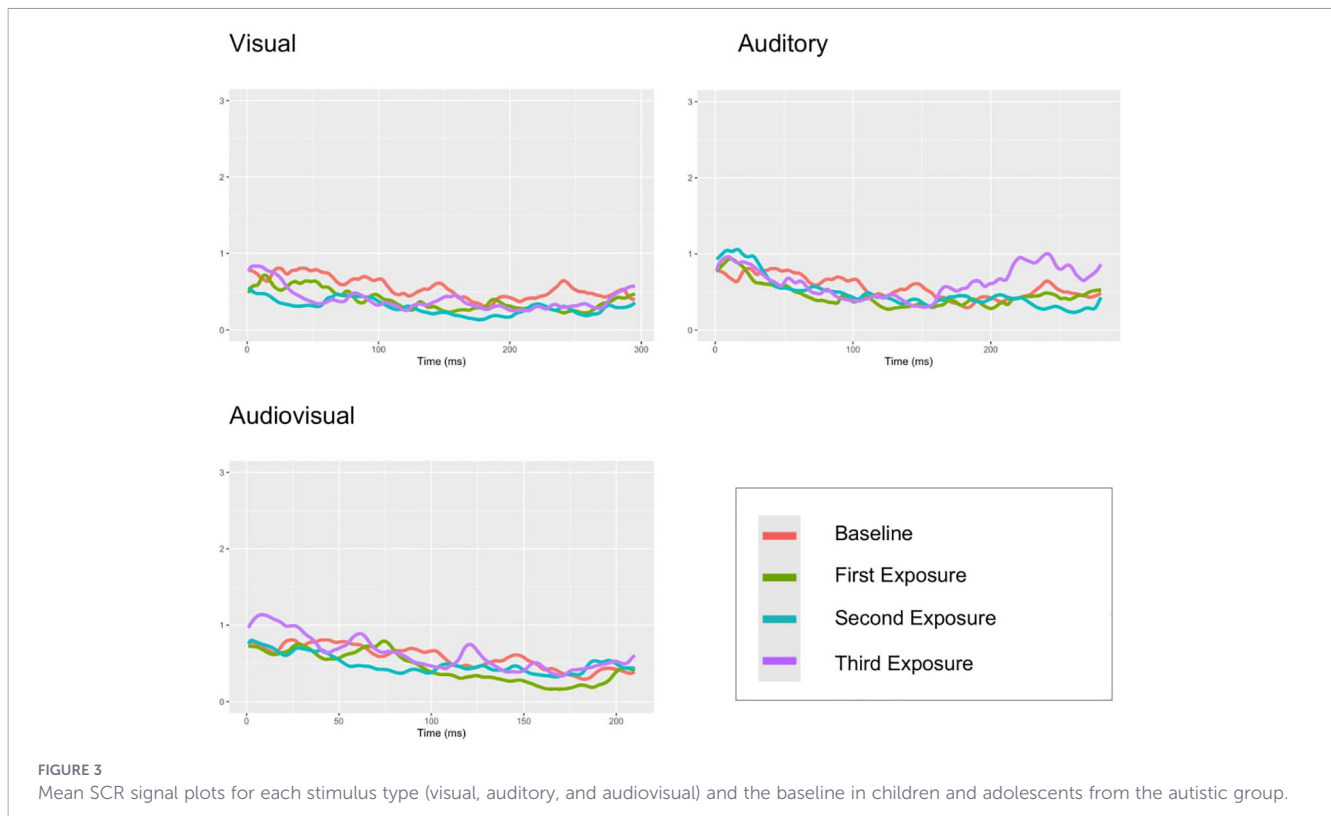 Visual
3
2
1
0
0
100
200
300
Time (ms)
Auditory
3
2
1
0
0
100
200
Time (ms)
Audiovisual
3
2
1
0
0
50
100
150
200
Time (ms)
Baseline
First Exposure
Second Exposure
Third Exposure
FIGURE 3
Mean SCR signal plots for each stimulus type (visual, auditory, and audiovisual) and the baseline in children and adolescents from the autistic group.